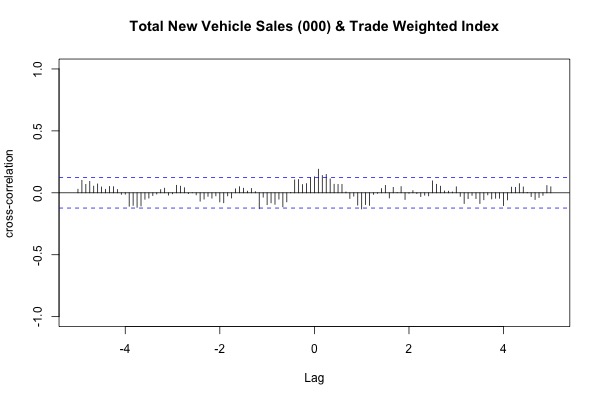 Total New Vehicle Sales (000) & Trade Weighted Index
cross-correlation
1.0
0.5
0.0
-0.5
-1.0
-4 -2 0 2 4
Lag